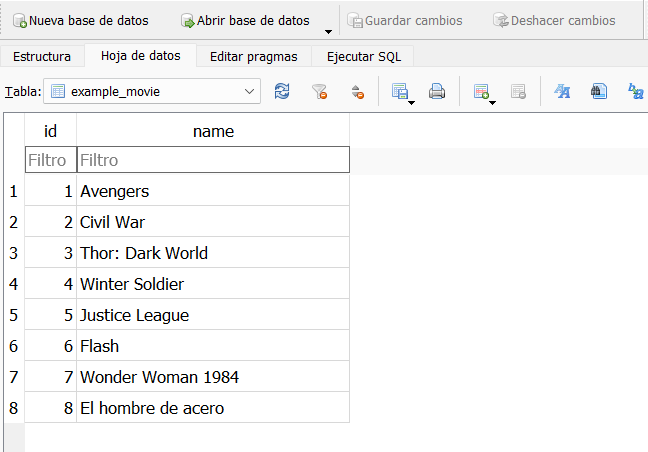 Nueva base de datos Abrir base de datos Guardar cambios Deshacer cambios
Estructura Hoja de datos Editar pragmas Ejecutar SQL
Tabla: example_movie
id name
Filtro Filtro
1 1 Avengers
2 2 Civil War
3 3 Thor: Dark World
4 4 Winter Soldier
5 5 Justice League
6 6 Flash
7 7 Wonder Woman 1984
8 8 El hombre de acero